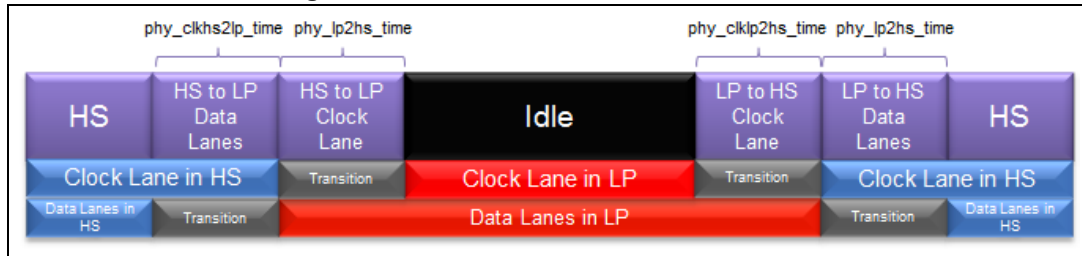 phy_clkhs2lp_time phy_lp2hs_time phy_clklp2hs_time phy_lp2hs_time
HS
HS to LP
Data
Lanes
HS to LP
Clock
Lane
Idle
LP to HS
Clock
Lane
LP to HS
Data
Lanes
HS
Clock Lane in HS
Transition
Clock Lane in LP
Transition
Clock Lane in HS
Data Lanes in
HS
Transition
Data Lanes in LP
Transition
Data Lanes in
HS